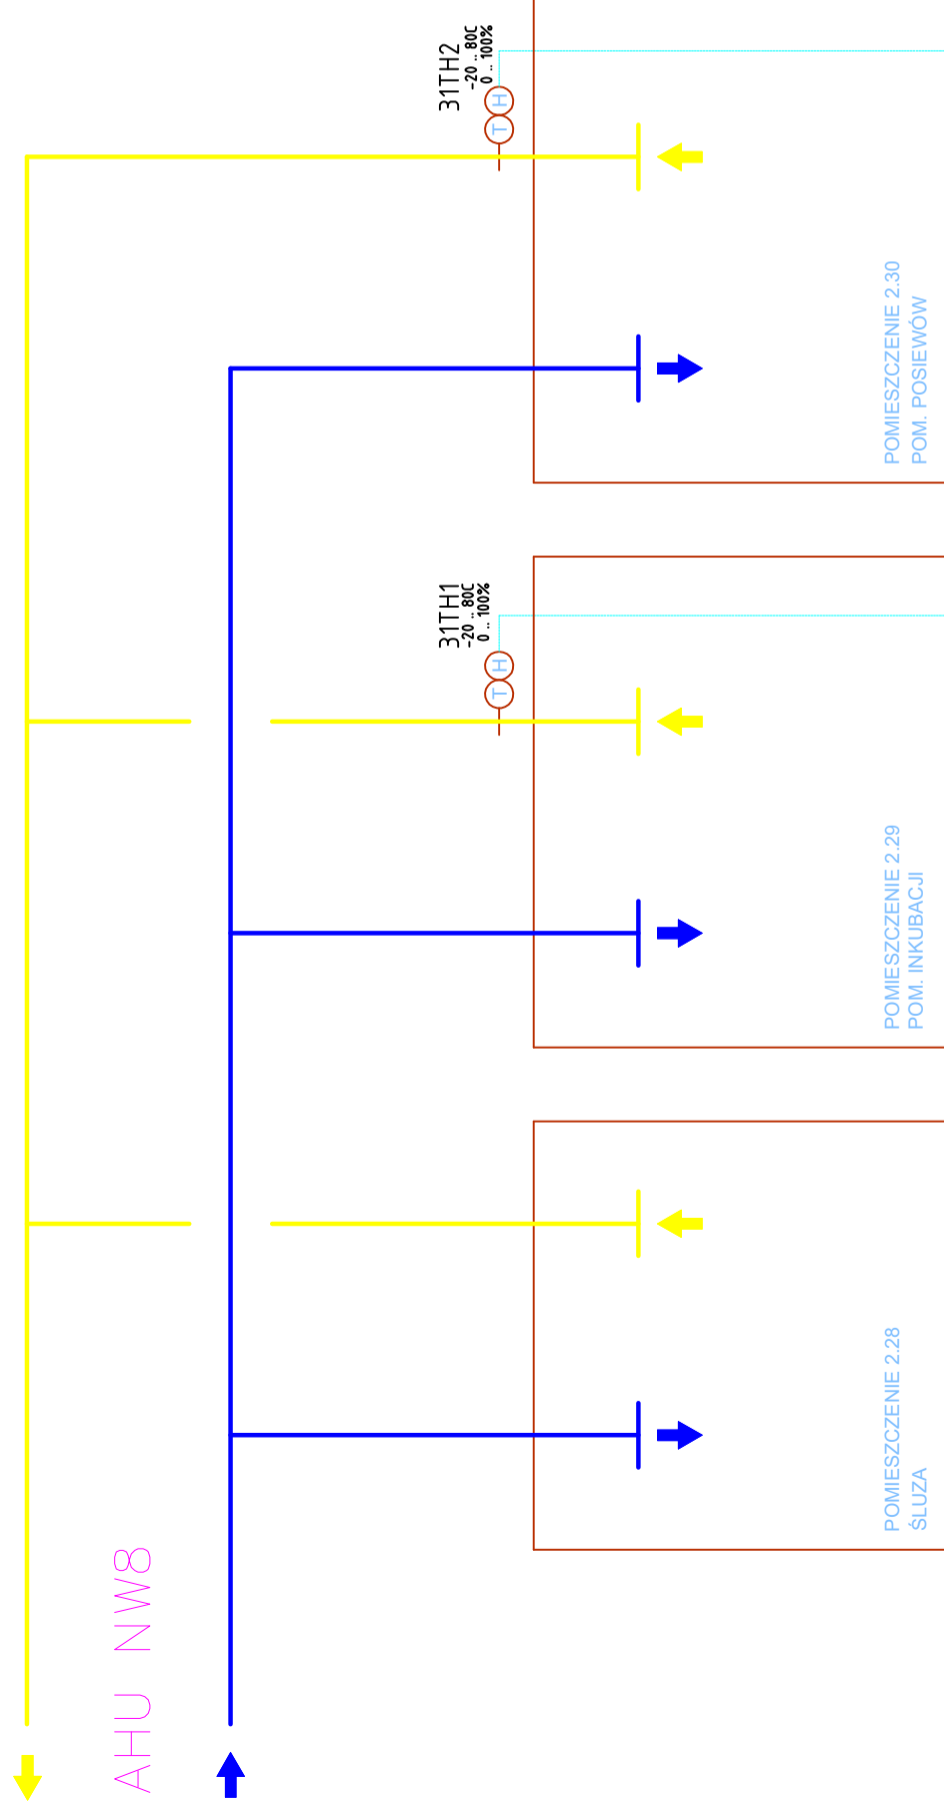 AHU NW8
31TH1
-20 .. 80C
0 .. 100%
31TH2
-20 .. 80C
0 .. 100%
T
H
T
H
POMIESZCZENIE 2.28
ŚLUZA
POMIESZCZENIE 2.29
POM. INKUBACJI
POMIESZCZENIE 2.30
POM. POSIEWÓW